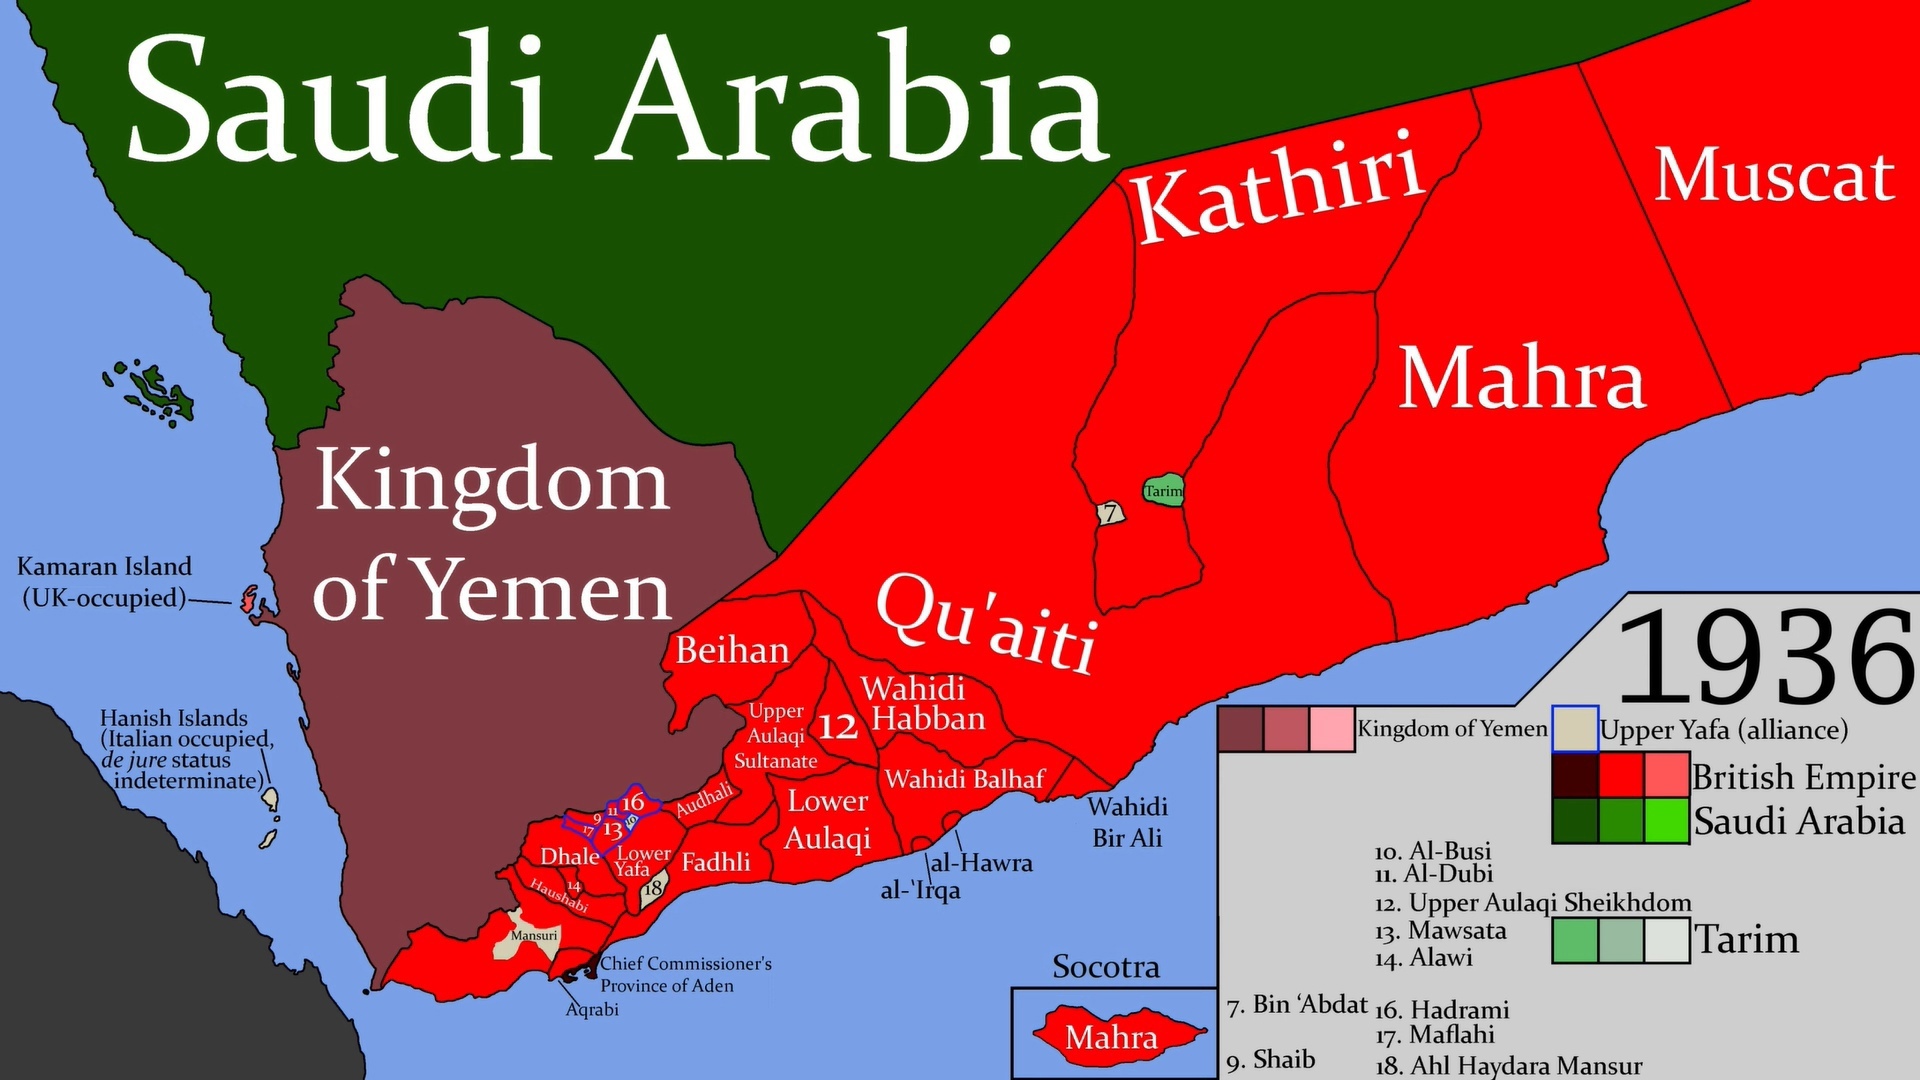 Saudi Arabia
Kathiri
Muscat
Mahra
Kingdom
of Yemen
Tarim
7
Kamaran Island
(UK-occupied)
Qu'aiti
Beihan
Wahidi
Habban
Upper
Aulaqi
Sultanate
12
Hanish Islands
(Italian occupied,
de jure status
indeterminate)
Wahidi Balhaf
Audhali
Lower
Aulaqi
Wahidi
Bir Ali
16
11
9
10
17
13
Dhale
Lower
Yafa
Fadhli
al-Hawra
al-'Irqa
14
18
Haushabi
Mansuri
Chief Commissioner's
Province of Aden
Aqrabi
Socotra
Mahra
1936
Kingdom of Yemen
Upper Yafa (alliance)
British Empire
Saudi Arabia
10. Al-Busi
11. Al-Dubi
12. Upper Aulaqi Sheikhdom
13. Mawsata
14. Alawi
Tarim
7. Bin ‘Abdat
16. Hadrami
17. Maflahi
9. Shaib
18. Ahl Haydara Mansur